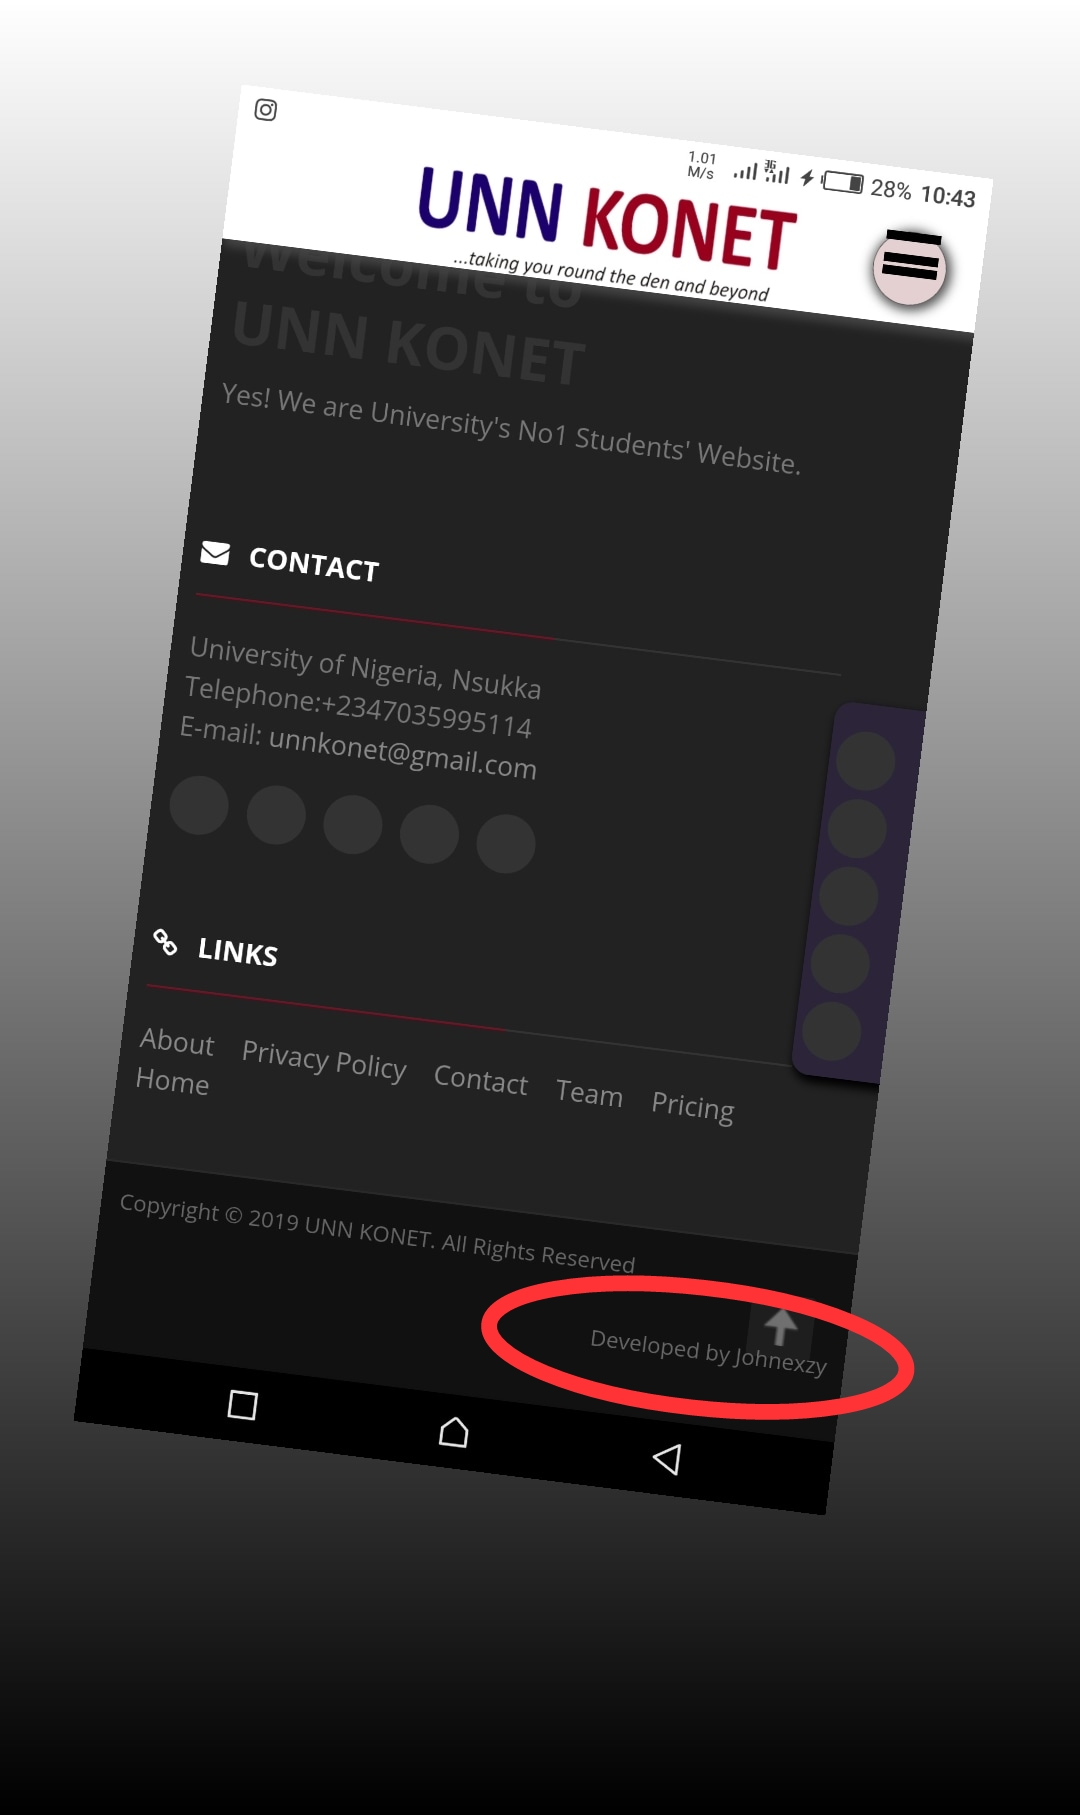 1.01
M/s
3G
28% 10:43
UNN KONET
...taking you round the den and beyond
Welcome to
UNN KONET
Yes! We are University's No1 Students' Website.
CONTACT
University of Nigeria, Nsukka
Telephone:+2347035995114
E-mail: unnkonet@gmail.com
LINKS
About Privacy Policy Contact Team Pricing
Home
Copyright © 2019 UNN KONET. All Rights Reserved
Developed by Johnexzy